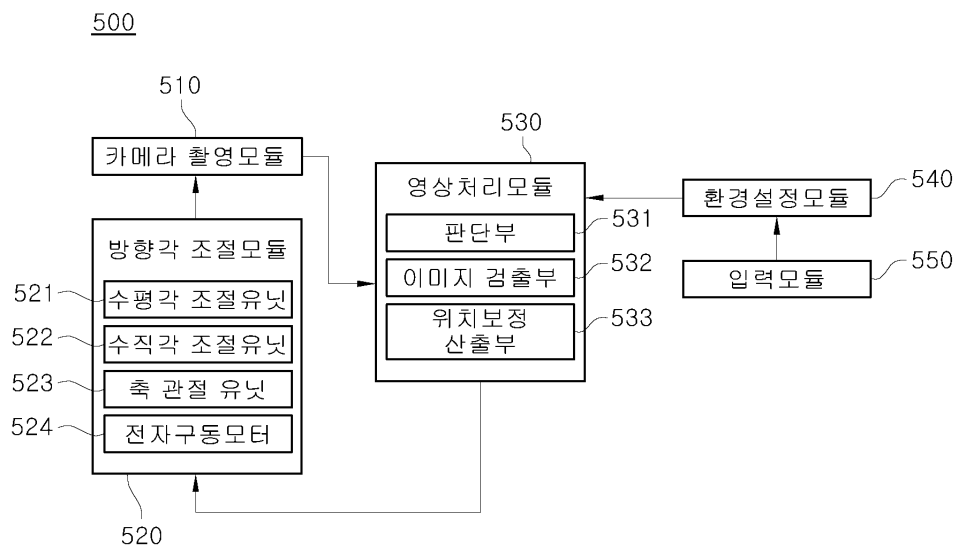 500
510
카메라 촬영모듈
방향각 조절모듈
521
수평각 조절유닛
522
수직각 조절유닛
523
축 관절 유닛
524
전자구동모터
520
530
영상처리모듈
판단부
531
이미지 검출부
532
위치보정
산출부
533
환경설정모듈
540
입력모듈
550